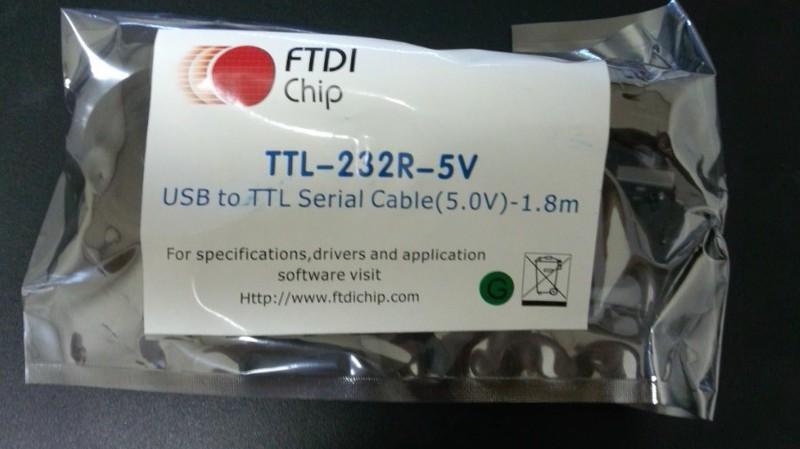 FTDI
Chip
TTL-232R-5V
USB to TTL Serial Cable(5.0V)-1.8m
For specifications,drivers and application
software visit
Http://www.ftdichip.com
G